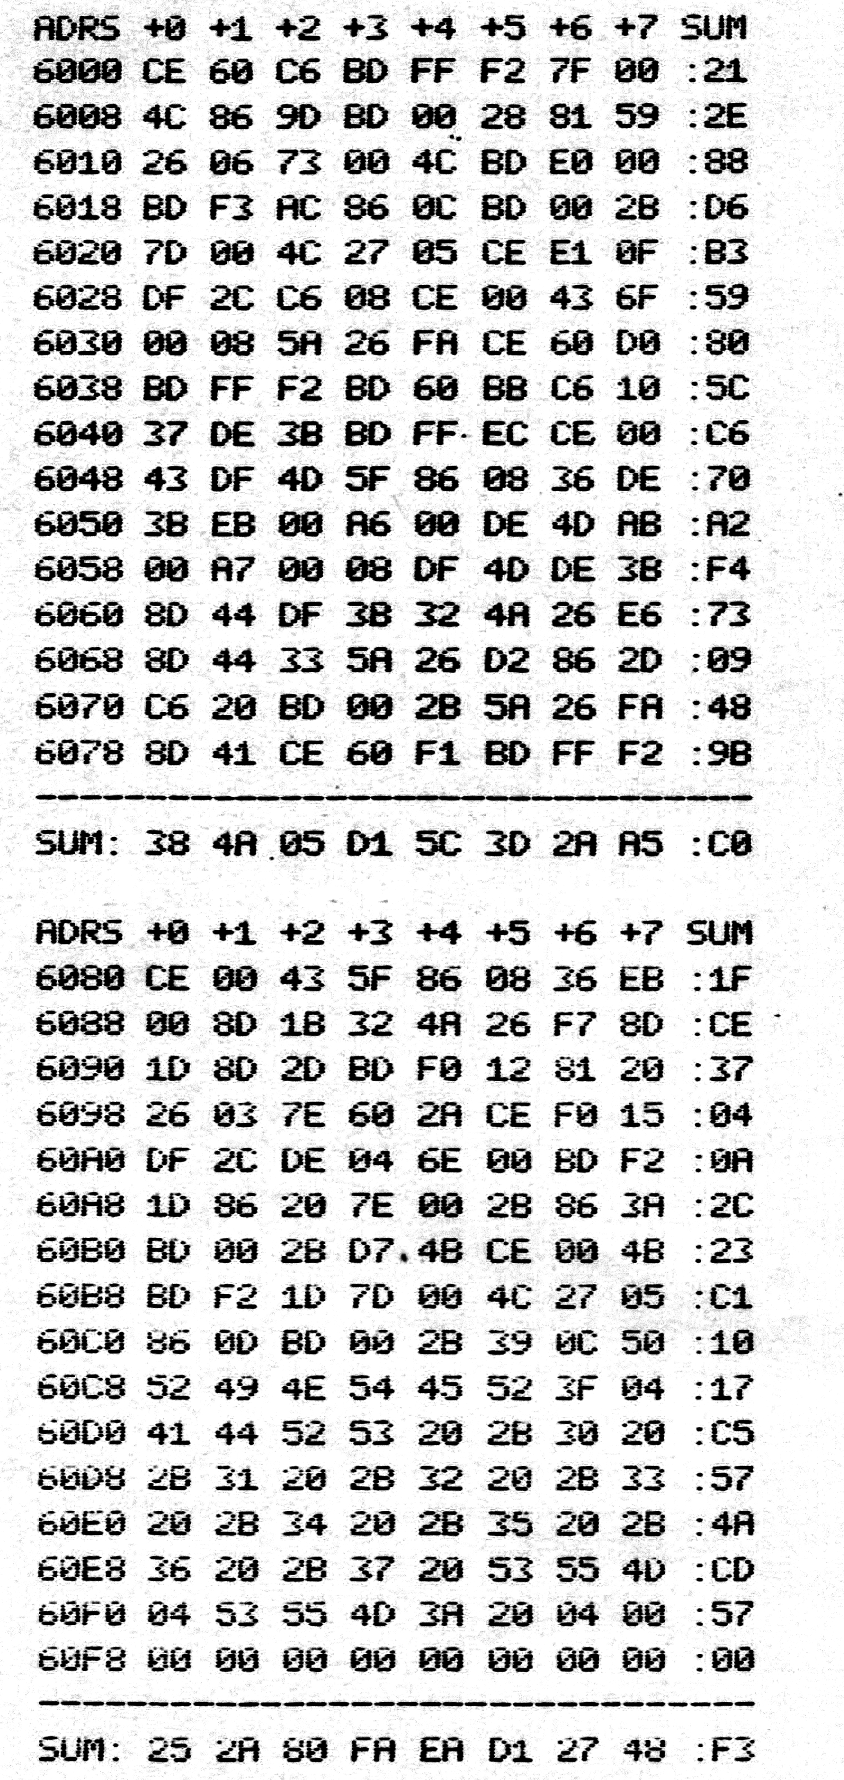 ADRS +0 +1 +2 +3 +4 +5 +6 +7 SUM
6000 CE 60 C6 BD FF F2 7F 00 :21
6008 4C 86 9D BD 00 28 81 59 :2E
6010 26 06 73 00 4C BD E0 00 :88
6018 BD F3 AC 86 0C BD 00 2B :D6
6020 7D 00 4C 27 05 CE E1 0F :B3
6028 DF 2C C6 08 CE 00 43 6F :59
6030 00 08 5A 26 FA CE 60 D0 :80
6038 BD FF F2 BD 60 BB C6 10 :5C
6040 37 DE 3B BD FF EC CE 00 :C6
6048 43 DF 4D 5F 86 08 36 DE :70
6050 3B EB 00 A6 00 DE 4D AB :A2
6058 00 A7 00 08 DF 4D DE 3B :F4
6060 8D 44 DF 3B 32 4A 26 E6 :73
6068 8D 44 33 5A 26 D2 86 2D :09
6070 C6 20 BD 00 2B 5A 26 FA :48
6078 8D 41 CE 60 F1 BD FF F2 :9B
---------------------------------
SUM: 38 4A 05 D1 5C 3D 2A A5 :C0
ADRS +0 +1 +2 +3 +4 +5 +6 +7 SUM
6080 CE 00 43 5F 86 08 36 EB :1F
6088 00 8D 1B 32 4A 26 F7 8D :CE
6090 1D 8D 2D BD F0 12 81 20 :37
6098 26 03 7E 60 2A CE F0 15 :04
60A0 DF 2C DE 04 6E 00 BD F2 :0A
60A8 1D 86 20 7E 00 2B 86 3A :2C
60B0 BD 00 2B D7 4B CE 00 4B :23
60B8 BD F2 1D 7D 00 4C 27 05 :C1
60C0 86 0D BD 00 2B 39 0C 50 :10
60C8 52 49 4E 54 45 52 3F 04 :17
60D0 41 44 52 53 20 2B 30 20 :C5
60D8 2B 31 20 2B 32 20 2B 33 :57
60E0 20 2B 34 20 2B 35 20 2B :4A
60E8 36 20 2B 37 20 53 55 4D :CD
60F0 04 53 55 4D 3A 20 04 00 :57
60F8 00 00 00 00 00 00 00 00 :00
---------------------------------
SUM: 25 2A 80 FA EA D1 27 48 :F3